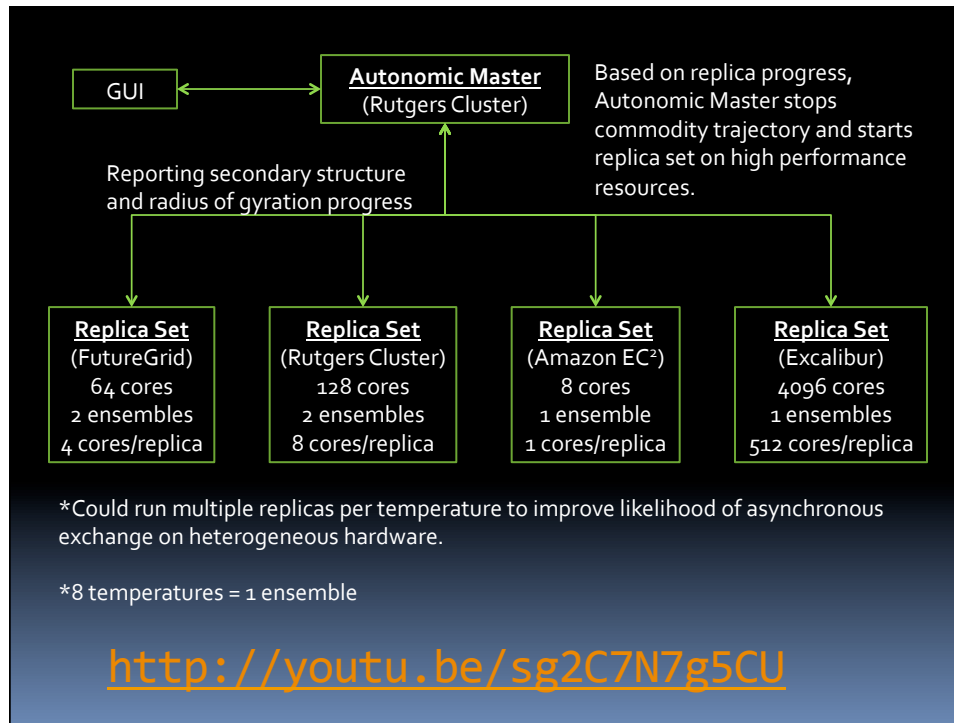 GUI
Autonomic Master
(Rutgers Cluster)
Based on replica progress,
Autonomic Master stops
commodity trajectory and starts
replica set on high performance
resources.
Reporting secondary structure
and radius of gyration progress
Replica Set
(FutureGrid)
64 cores
2 ensembles
4 cores/replica
Replica Set
(Rutgers Cluster)
128 cores
2 ensembles
8 cores/replica
Replica Set
(Amazon EC²)
8 cores
1 ensemble
1 cores/replica
Replica Set
(Excalibur)
4096 cores
1 ensembles
512 cores/replica
*Could run multiple replicas per temperature to improve likelihood of asynchronous
exchange on heterogeneous hardware.
*8 temperatures = 1 ensemble
http://youtu.be/sg2C7N7g5CU